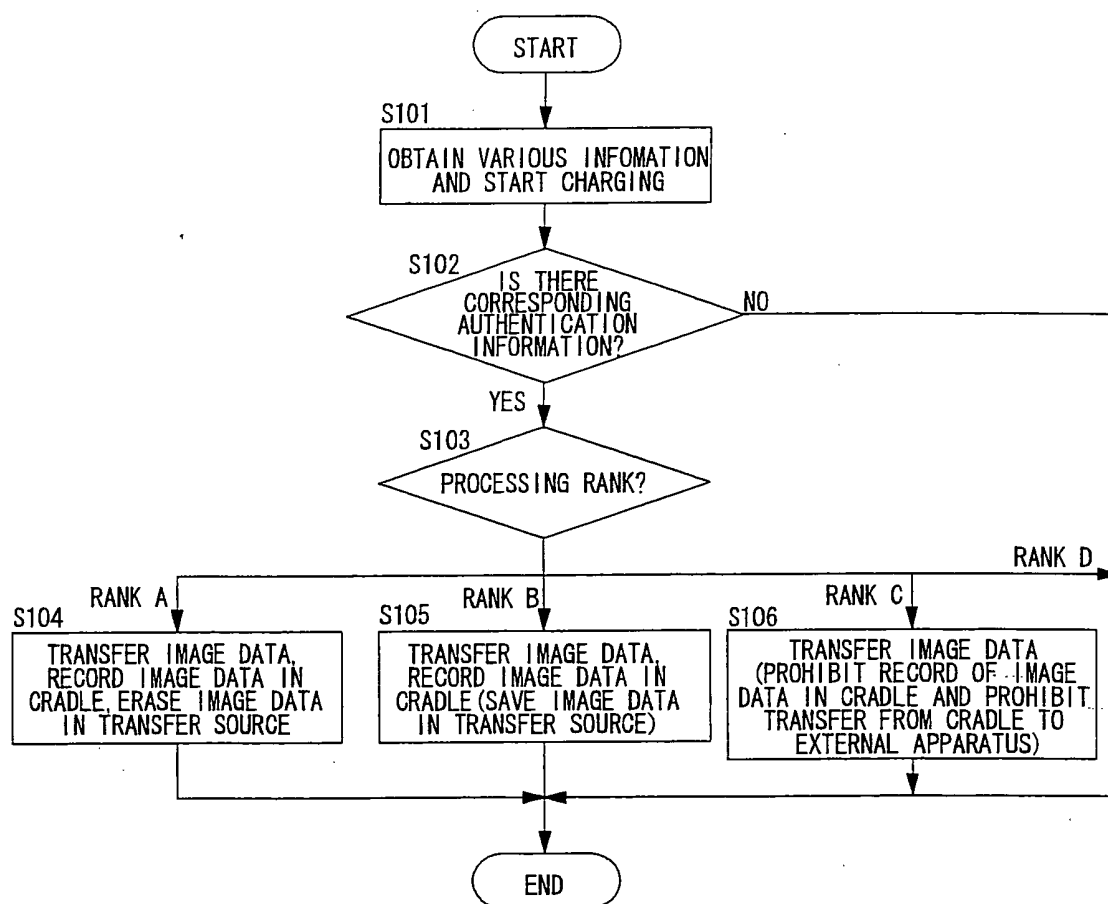 START
S101
OBTAIN VARIOUS INFOMATION
AND START CHARGING
S102
IS THERE
CORRESPONDING
AUTHENTICATION
INFORMATION?
NO
YES
S103
PROCESSING RANK?
RANK D
RANK A
RANK B
RANK C
S104
TRANSFER IMAGE DATA,
RECORD IMAGE DATA IN
CRADLE, ERASE IMAGE DATA
IN TRANSFER SOURCE
S105
TRANSFER IMAGE DATA,
RECORD IMAGE DATA IN
CRADLE (SAVE IMAGE DATA
IN TRANSFER SOURCE)
S106
TRANSFER IMAGE DATA
(PROHIBIT RECORD OF IMAGE
DATA IN CRADLE AND PROHIBIT
TRANSFER FROM CRADLE TO
EXTERNAL APPARATUS)
END